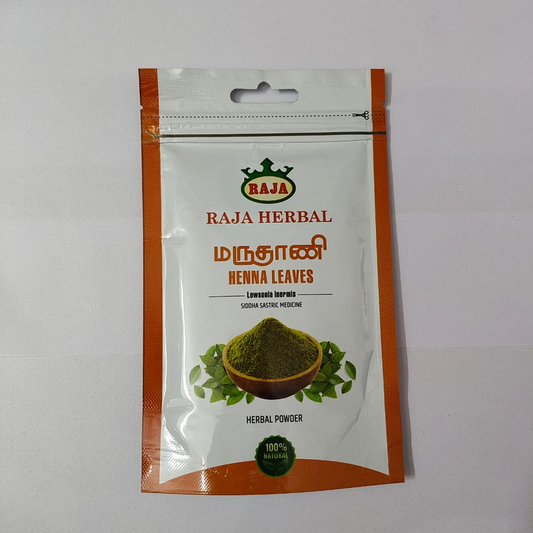 RAJA
RAJA HERBAL
மருதாணி
HENNA LEAVES
Lawsonia Inermis
SIDDHA SASTRIC MEDICINE
HERBAL POWDER
100%
NATURAL